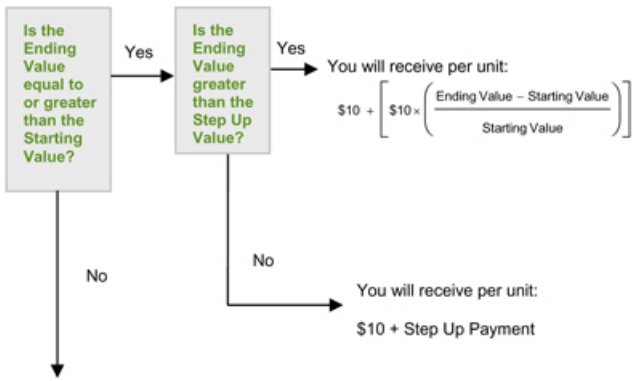 Is the
Ending
Value
equal to
or greater
than the
Starting
Value?
Yes
Is the
Ending
Value
greater
than the
Step Up
Value?
Yes
You will receive per unit:
$10 + [ $10 × ( Ending Value – Starting Value
Starting Value ) ]
No
No
You will receive per unit:
$10 + Step Up Payment